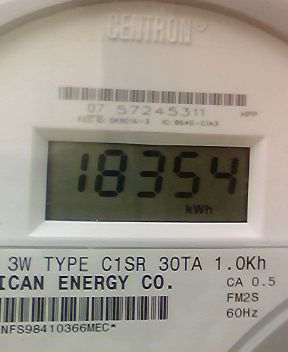 CENTRON®
07 57245311 HPP
18354
kWh
3W TYPE C1SR 30TA 1.0Kh
ICAN ENERGY CO. CA 0.5
FM2S
60Hz
NFS98410366MEC*